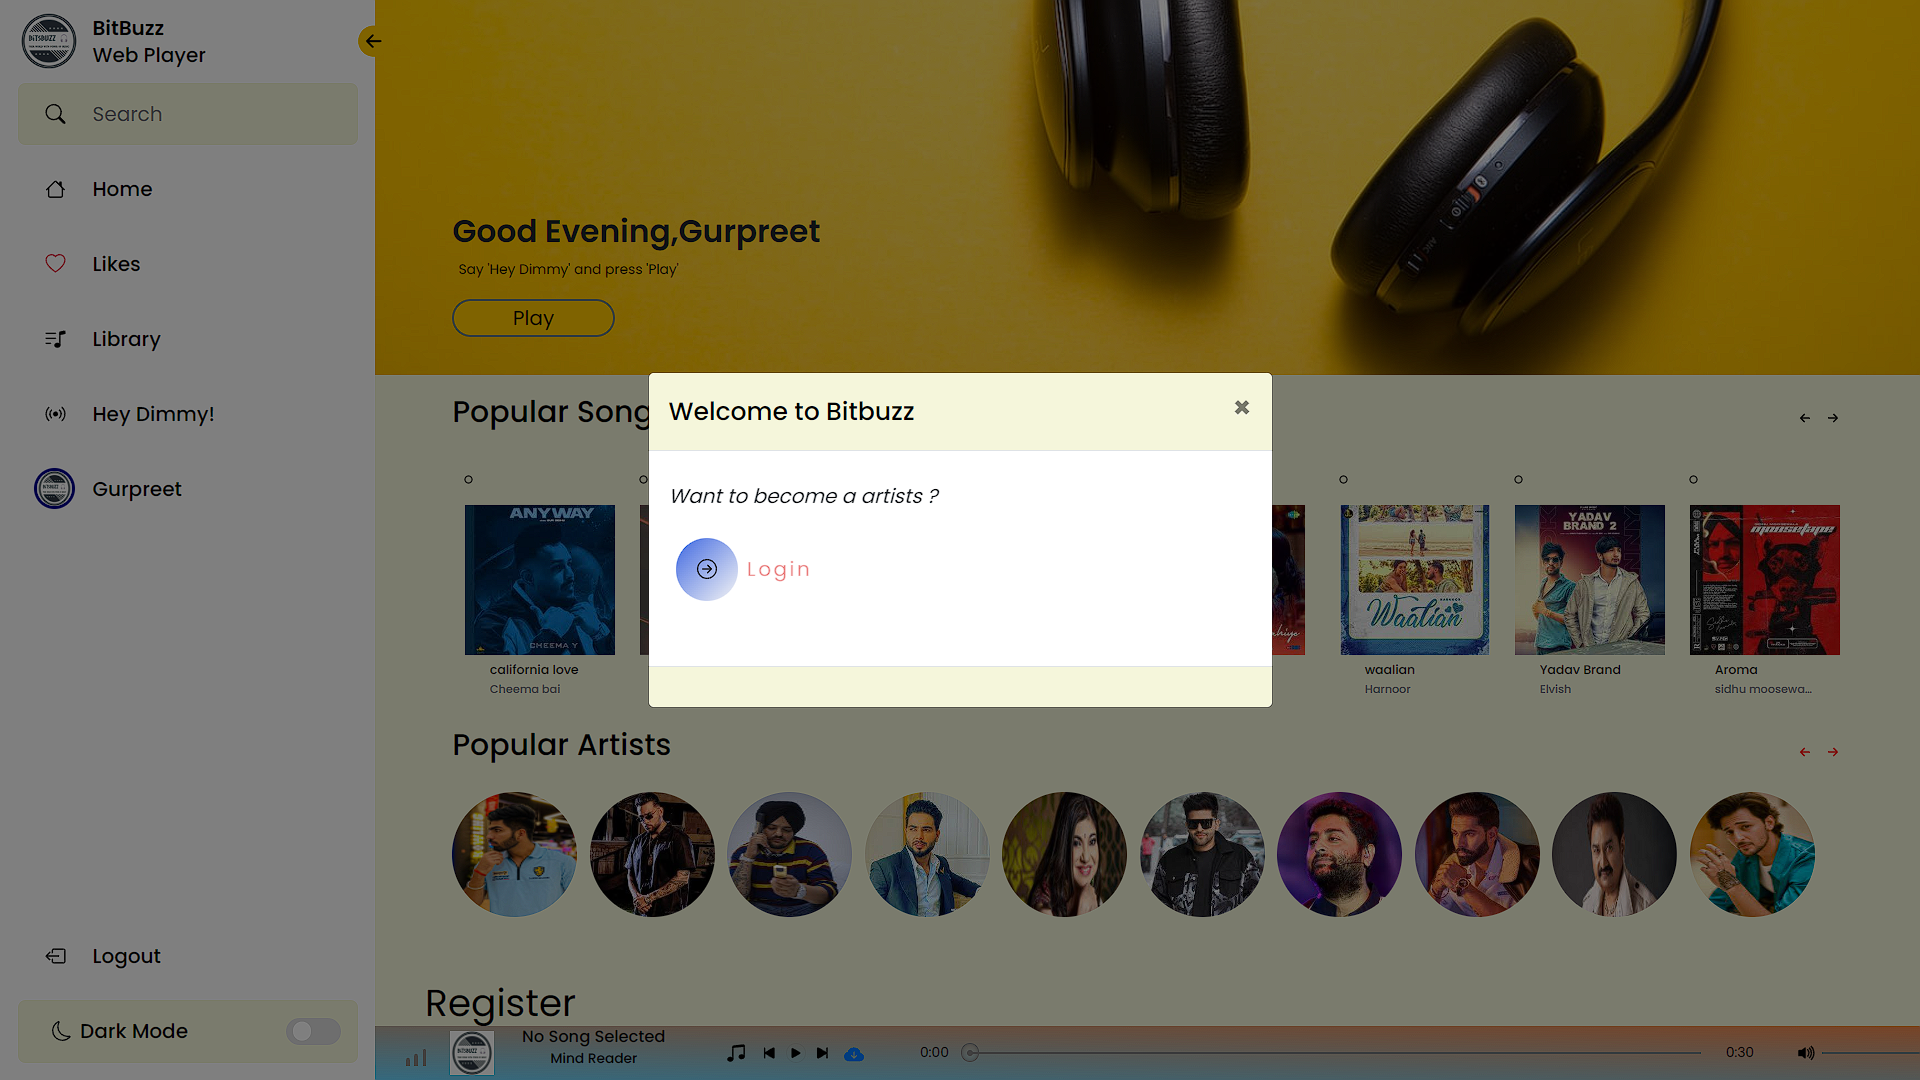 BitBuzz
Web Player
Search
Home
Likes
Library
Hey Dimmy!
Gurpreet
Logout
Dark Mode
Good Evening,Gurpreet
Say 'Hey Dimmy' and press 'Play'
Play
Popular Song
Welcome to Bitbuzz
✖
Want to become a artists ?
Login
ANYWAY
CHEEMA Y
california love
Cheema bai
Waalian
waalian
Harnoor
YADAV
BRAND 2
Yadav Brand
Elvish
moosetape
Aroma
sidhu moosewa...
Popular Artists
Register
No Song Selected
Mind Reader
0:00
0:30